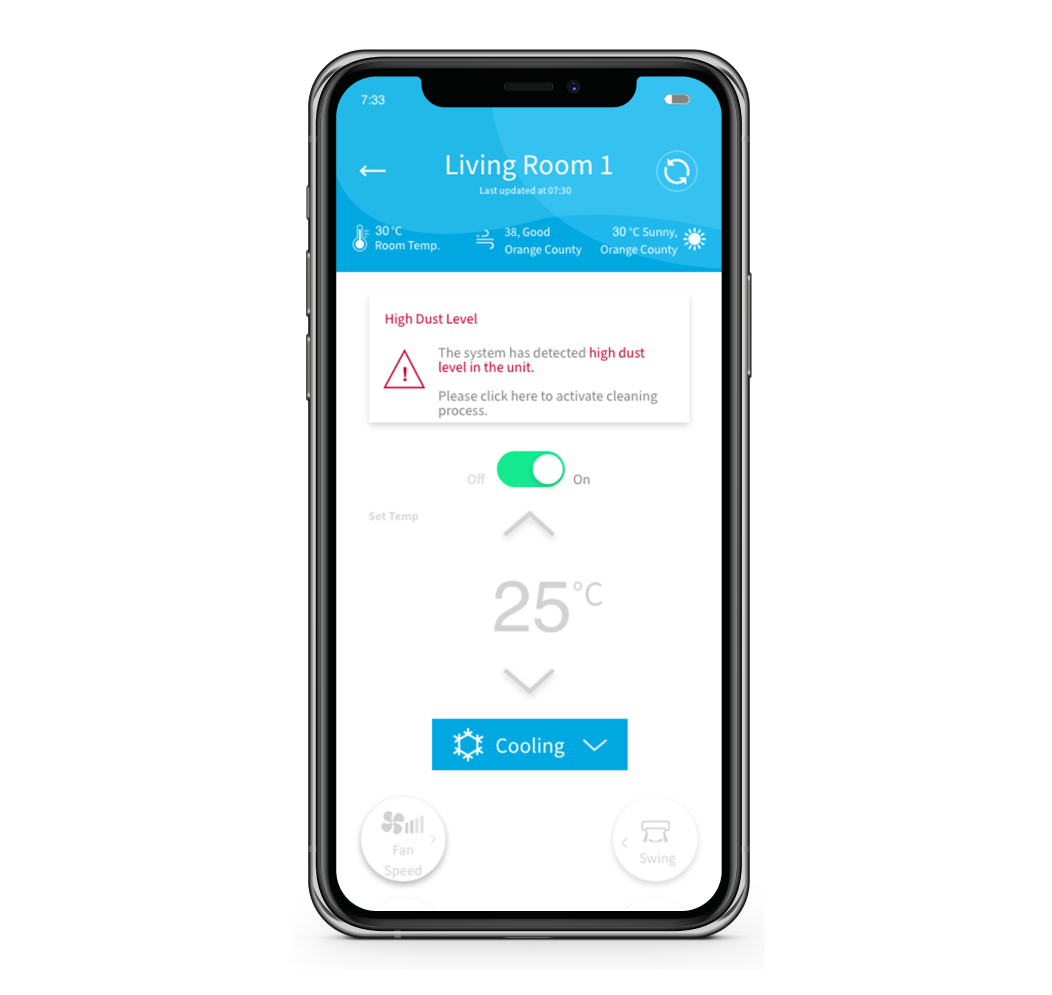 7:33
Living Room 1
Last updated at 07:30
30 °C
Room Temp.
38, Good
Orange County
30 °C Sunny,
Orange County
High Dust Level
The system has detected high dust
level in the unit.
Please click here to activate cleaning
process.
Off
On
Set Temp
25 °C
Cooling
Fan
Speed
Swing